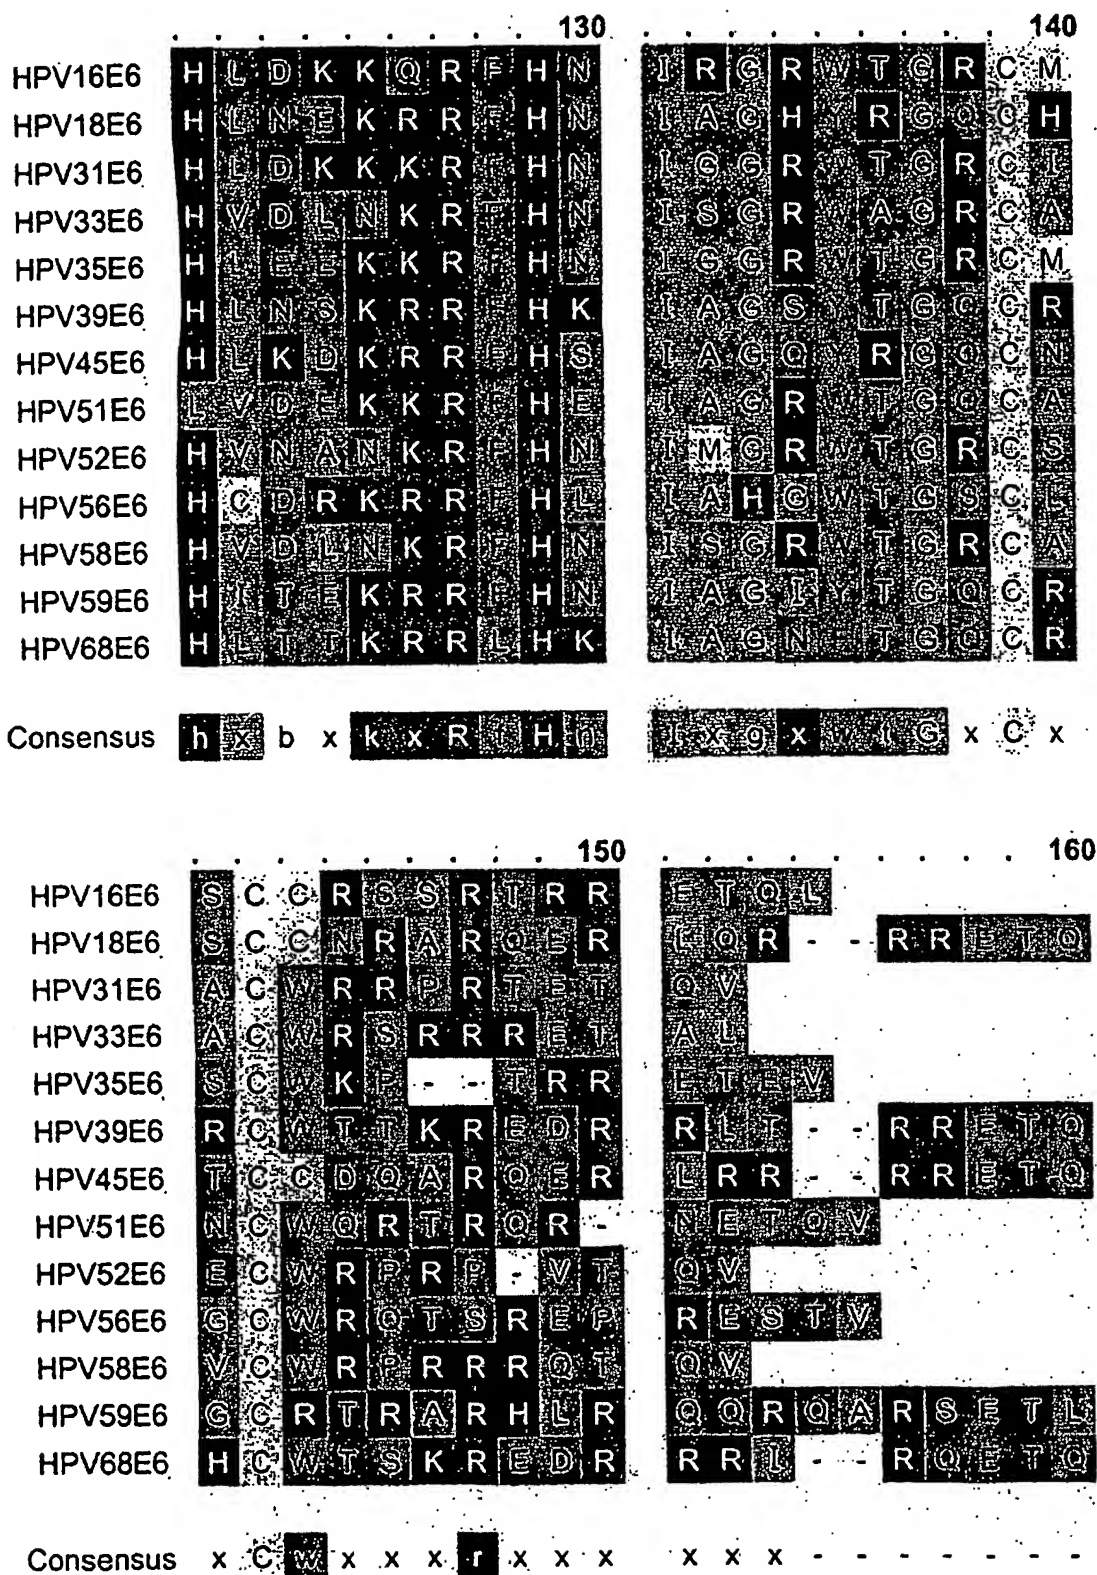 130 140
HPV16E6 H L D K K Q R F H N I R G R W T G R C M
HPV18E6 H L N E K R R F H N I A G H Y R G Q C H
HPV31E6 H L D K K K R F H N I G G R W T G R C I
HPV33E6 H V D L N K R F H N I S G R W A G R C A
HPV35E6 H L E E K K R F H N I G G R W T G R C M
HPV39E6 H L N S K R R F H K I A G S Y T G C C R
HPV45E6 H L K D K R R F H S I A G Q Y R G Q C N
HPV51E6 L V D E K K R F H E I A G R W T G Q C A
HPV52E6 H V N A N K R F H N I M G R W T G R C S
HPV56E6 H C D R K R R F H L I A H G W T G S C L
HPV58E6 H V D L N K R F H N I S G R W T G R C A
HPV59E6 H I T E K R R F H N I A G I Y T G Q C R
HPV68E6 H L T T K R R L H K I A G N F T G Q C R
Consensus h x b x k x R f H n I x g x w t G x C x
150 160
HPV16E6 S C C R S S R T R R E T Q L
HPV18E6 S C C N R A R Q E R L Q R - - R R E T Q
HPV31E6 A C W R R P R T E T Q V
HPV33E6 A C W R S R R R E T A L
HPV35E6 S C W K P - - T R R E T E V
HPV39E6 R C W T T K R E D R R L T - - R R E T Q
HPV45E6 T C C D Q A R Q E R L R R - - R R E T Q
HPV51E6 N C W Q R T R Q R - N E T Q V
HPV52E6 E C W R P R P - V T Q V
HPV56E6 G C W R Q T S R E P R E S T V
HPV58E6 V C W R P R R R Q T Q V
HPV59E6 G C R T R A R H L R Q Q R Q A R S E T L
HPV68E6 H C W T S K R E D R R R I - - R Q E T Q
Consensus x C w x x x r x x x x x x - - - - - - -